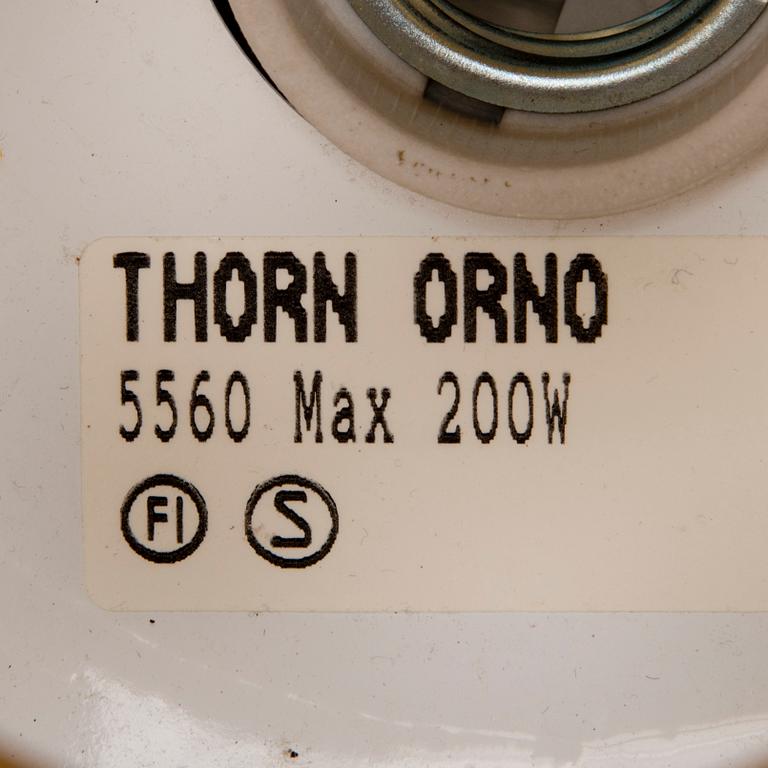 THORN ORNO
5560 Max 200W
FI S